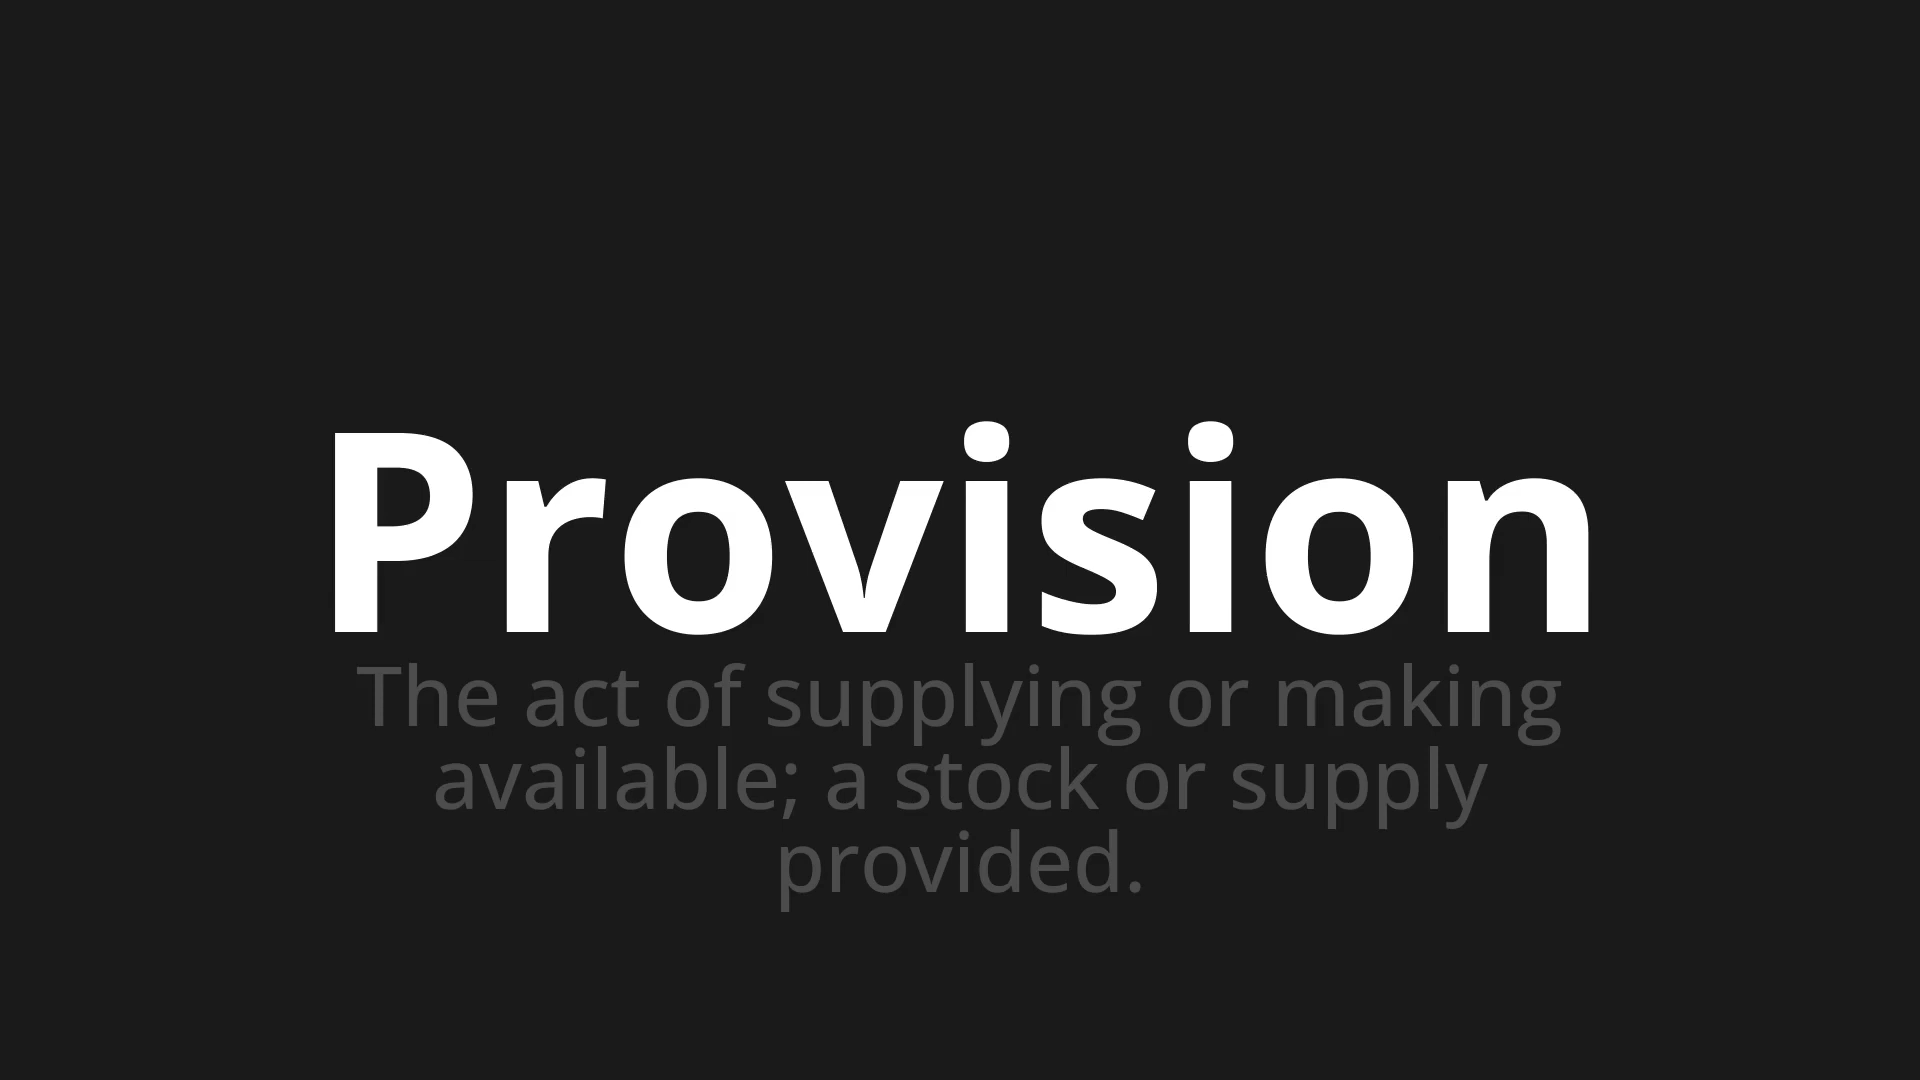 Provision
The act of supplying or making
available; a stock or supply
provided.